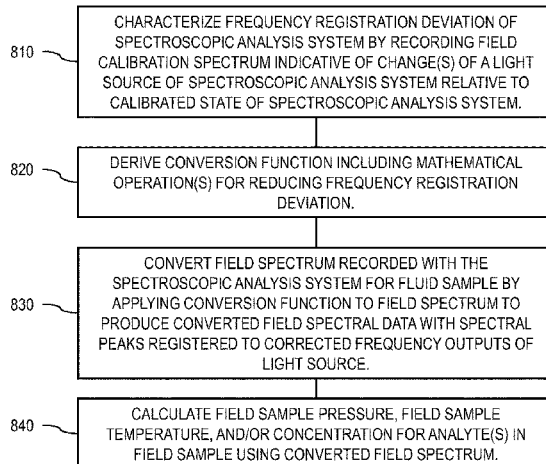 810
CHARACTERIZE FREQUENCY REGISTRATION DEVIATION OF
SPECTROSCOPIC ANALYSIS SYSTEM BY RECORDING FIELD
CALIBRATION SPECTRUM INDICATIVE OF CHANGE(S) OF A LIGHT
SOURCE OF SPECTROSCOPIC ANALYSIS SYSTEM RELATIVE TO
CALIBRATED STATE OF SPECTROSCOPIC ANALYSIS SYSTEM.
820
DERIVE CONVERSION FUNCTION INCLUDING MATHEMATICAL
OPERATION(S) FOR REDUCING FREQUENCY REGISTRATION
DEVIATION.
830
CONVERT FIELD SPECTRUM RECORDED WITH THE
SPECTROSCOPIC ANALYSIS SYSTEM FOR FLUID SAMPLE BY
APPLYING CONVERSION FUNCTION TO FIELD SPECTRUM TO
PRODUCE CONVERTED FIELD SPECTRAL DATA WITH SPECTRAL
PEAKS REGISTERED TO CORRECTED FREQUENCY OUTPUTS OF
LIGHT SOURCE.
840
CALCULATE FIELD SAMPLE PRESSURE, FIELD SAMPLE
TEMPERATURE, AND/OR CONCENTRATION FOR ANALYTE(S) IN
FIELD SAMPLE USING CONVERTED FIELD SPECTRUM.